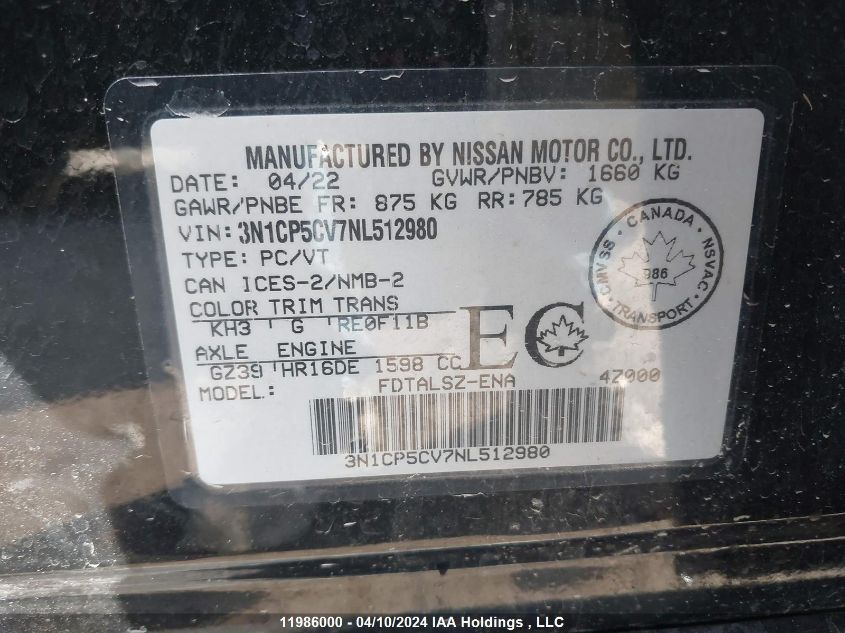 MANUFACTURED BY NISSAN MOTOR CO., LTD.
DATE: 04/22 GVWR/PNBV: 1660 KG
GAWR/PNBE FR: 875 KG RR: 785 KG
VIN: 3N1CP5CV7NL512980
TYPE: PC/VT
CAN ICES-2/NMB-2
COLOR TRIM TRANS
KH3 G RE0F11B
AXLE ENGINE
GZ39 HR16DE 1598 CC
MODEL: FDTALSZ-ENA 4Z000
3N1CP5CV7NL512980
EC
CANADA
CMVSS NSVAC
986
TRANSPORT
11986000 - 04/10/2024 IAA Holdings , LLC